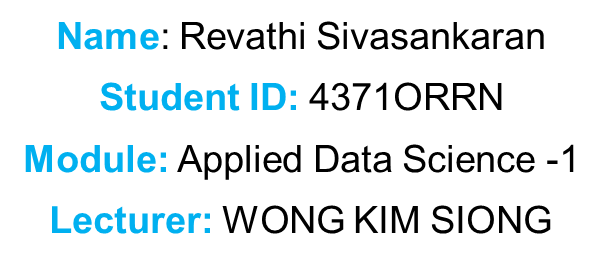 Name: Revathi Sivasankaran
Student ID: 4371ORRN
Module: Applied Data Science -1
Lecturer: WONG KIM SIONG